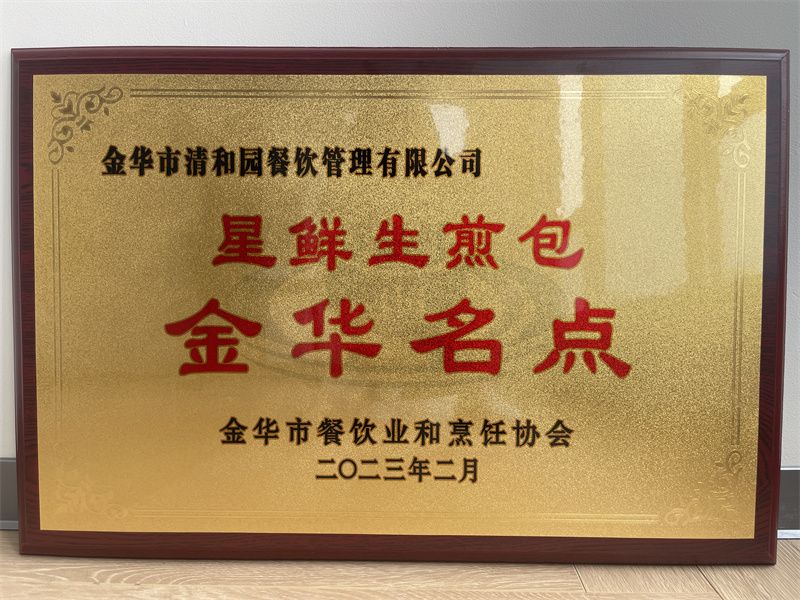 金华市清和园餐饮管理有限公司
星鲜生煎包
金华名点
金华市餐饮业和烹饪协会
二〇二三年二月